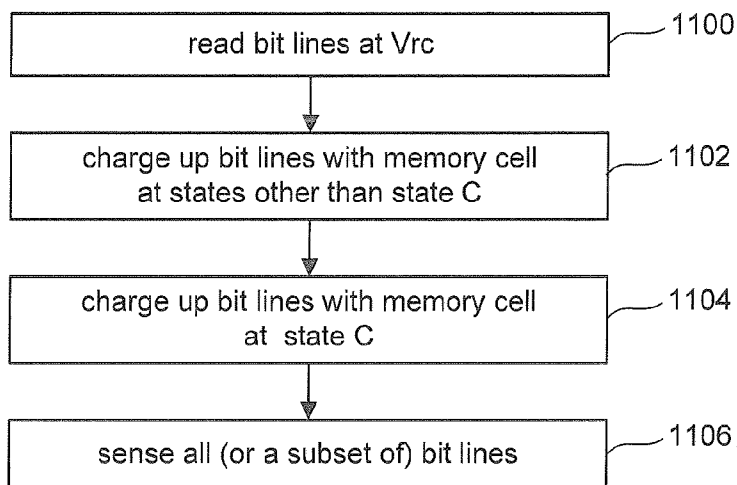 read bit lines at Vrc
1100
charge up bit lines with memory cell
at states other than state C
1102
charge up bit lines with memory cell
at state C
1104
sense all (or a subset of) bit lines
1106